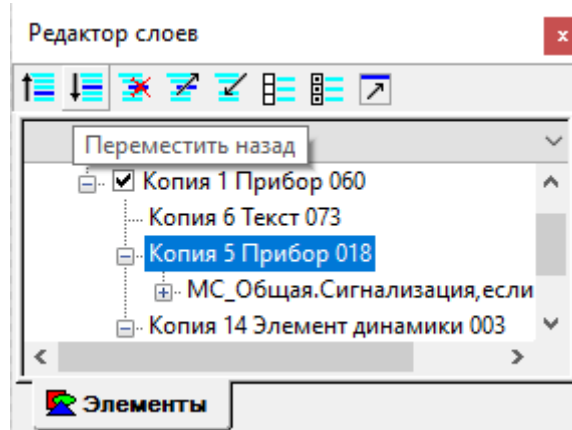 Редактор слоев
x
Переместить назад
Копия 1 Прибор 060
Копия 6 Текст 073
Копия 5 Прибор 018
МС_Общая.Сигнализация,если
Копия 14 Элемент динамики 003
Элементы